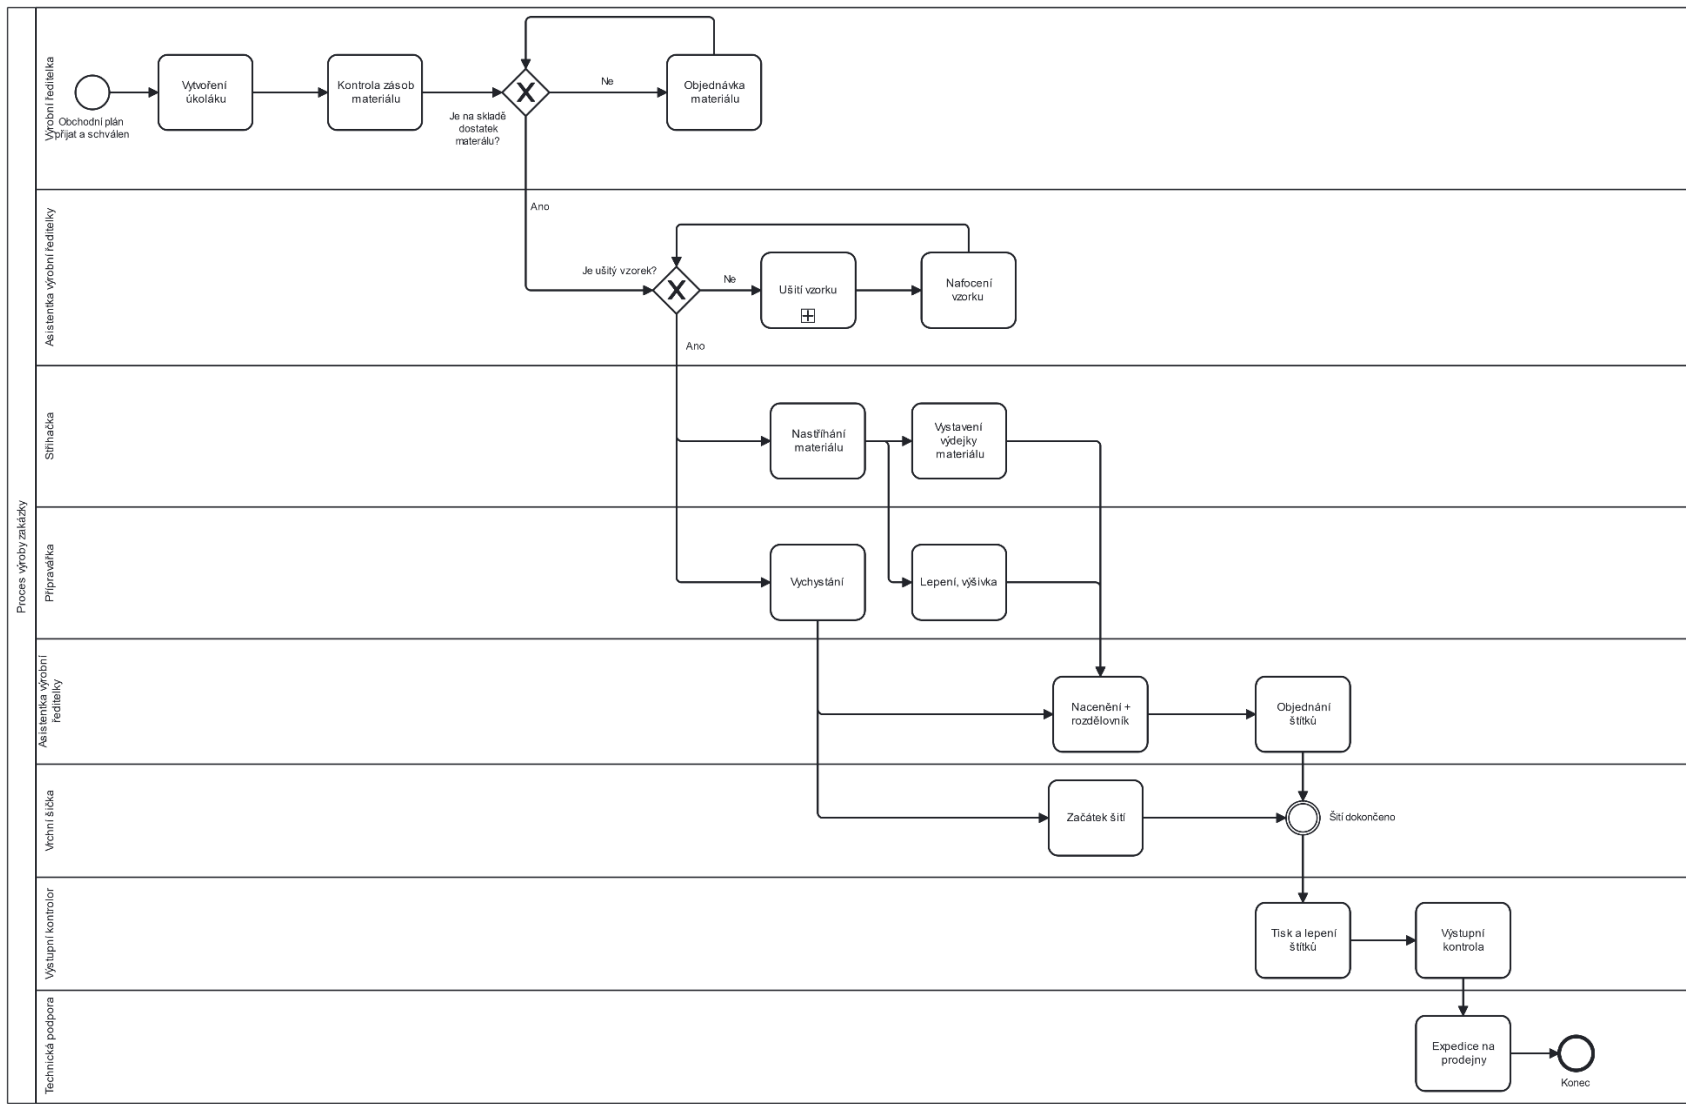 Proces výroby zakázky
Výrobní ředitelka
Obchodní plán
přijat a schválen
Vytvoření
úkoláku
Kontrola zásob
materiálu
Je na skladě
dostatek
materálu?
Ne
Objednávka
materiálu
Ano
Asistentka výrobní ředitelky
Je ušitý vzorek?
Ne
Ušití vzorku
Nafocení
vzorku
Ano
Střihačka
Nastříhání
materiálu
Vystavení
výdejky
materiálu
Přípravářka
Vychystání
Lepení, výšivka
Asistentka výrobní
ředitelky
Nacenění +
rozdělovník
Objednání
štítků
Vrchní šička
Začátek šití
Šití dokončeno
Výstupní kontrolor
Tisk a lepení
štítků
Výstupní
kontrola
Technická podpora
Expedice na
prodejny
Konec